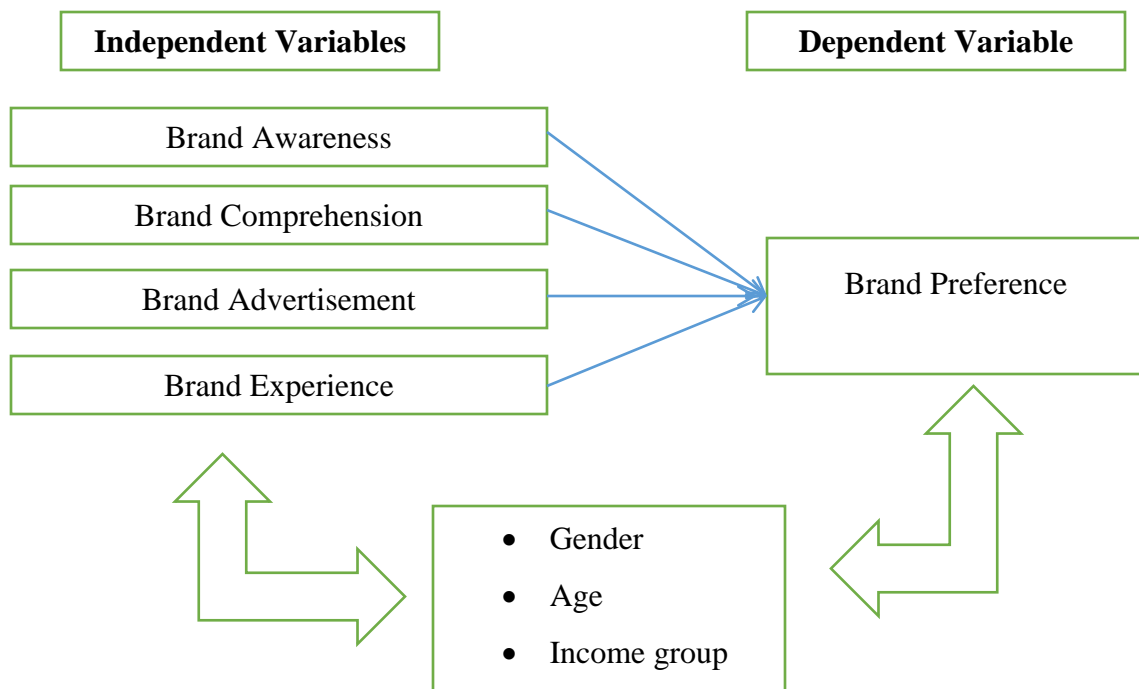 Independent Variables
Dependent Variable
Brand Awareness
Brand Comprehension
Brand Advertisement
Brand Experience
Brand Preference
• Gender
• Age
• Income group